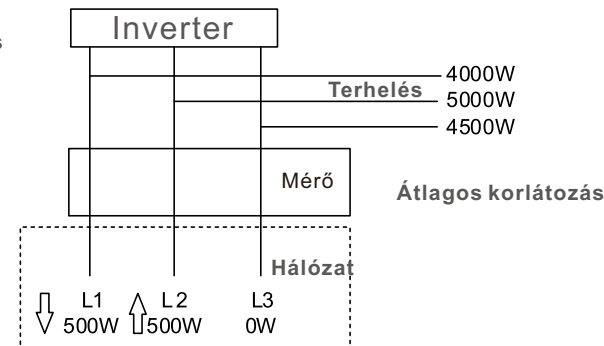 Inverter
4000W
Terhelés
5000W
4500W
Mérő
Átlagos korlátozás
Hálózat
L1 L2 L3
500W 500W 0W